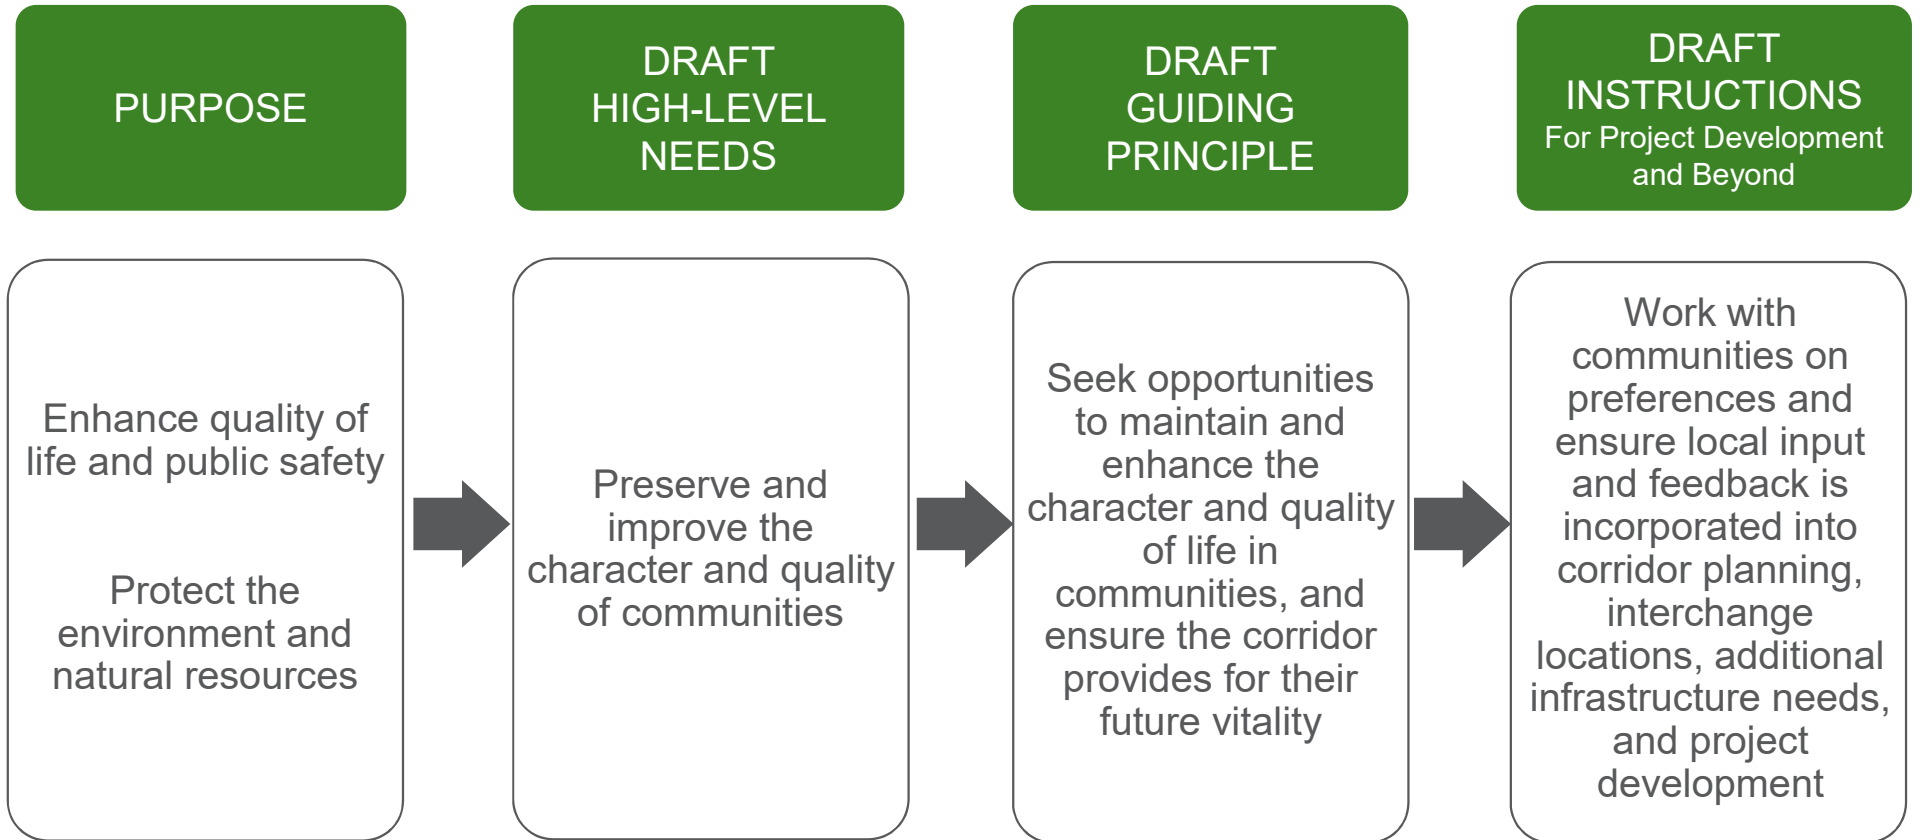 PURPOSE
DRAFT
HIGH-LEVEL
NEEDS
DRAFT
GUIDING
PRINCIPLE
DRAFT
INSTRUCTIONS
For Project Development
and Beyond
Enhance quality of
life and public safety
Protect the
environment and
natural resources
Preserve and
improve the
character and quality
of communities
Seek opportunities
to maintain and
enhance the
character and quality
of life in
communities, and
ensure the corridor
provides for their
future vitality
Work with
communities on
preferences and
ensure local input
and feedback is
incorporated into
corridor planning,
interchange
locations, additional
infrastructure needs,
and project
development